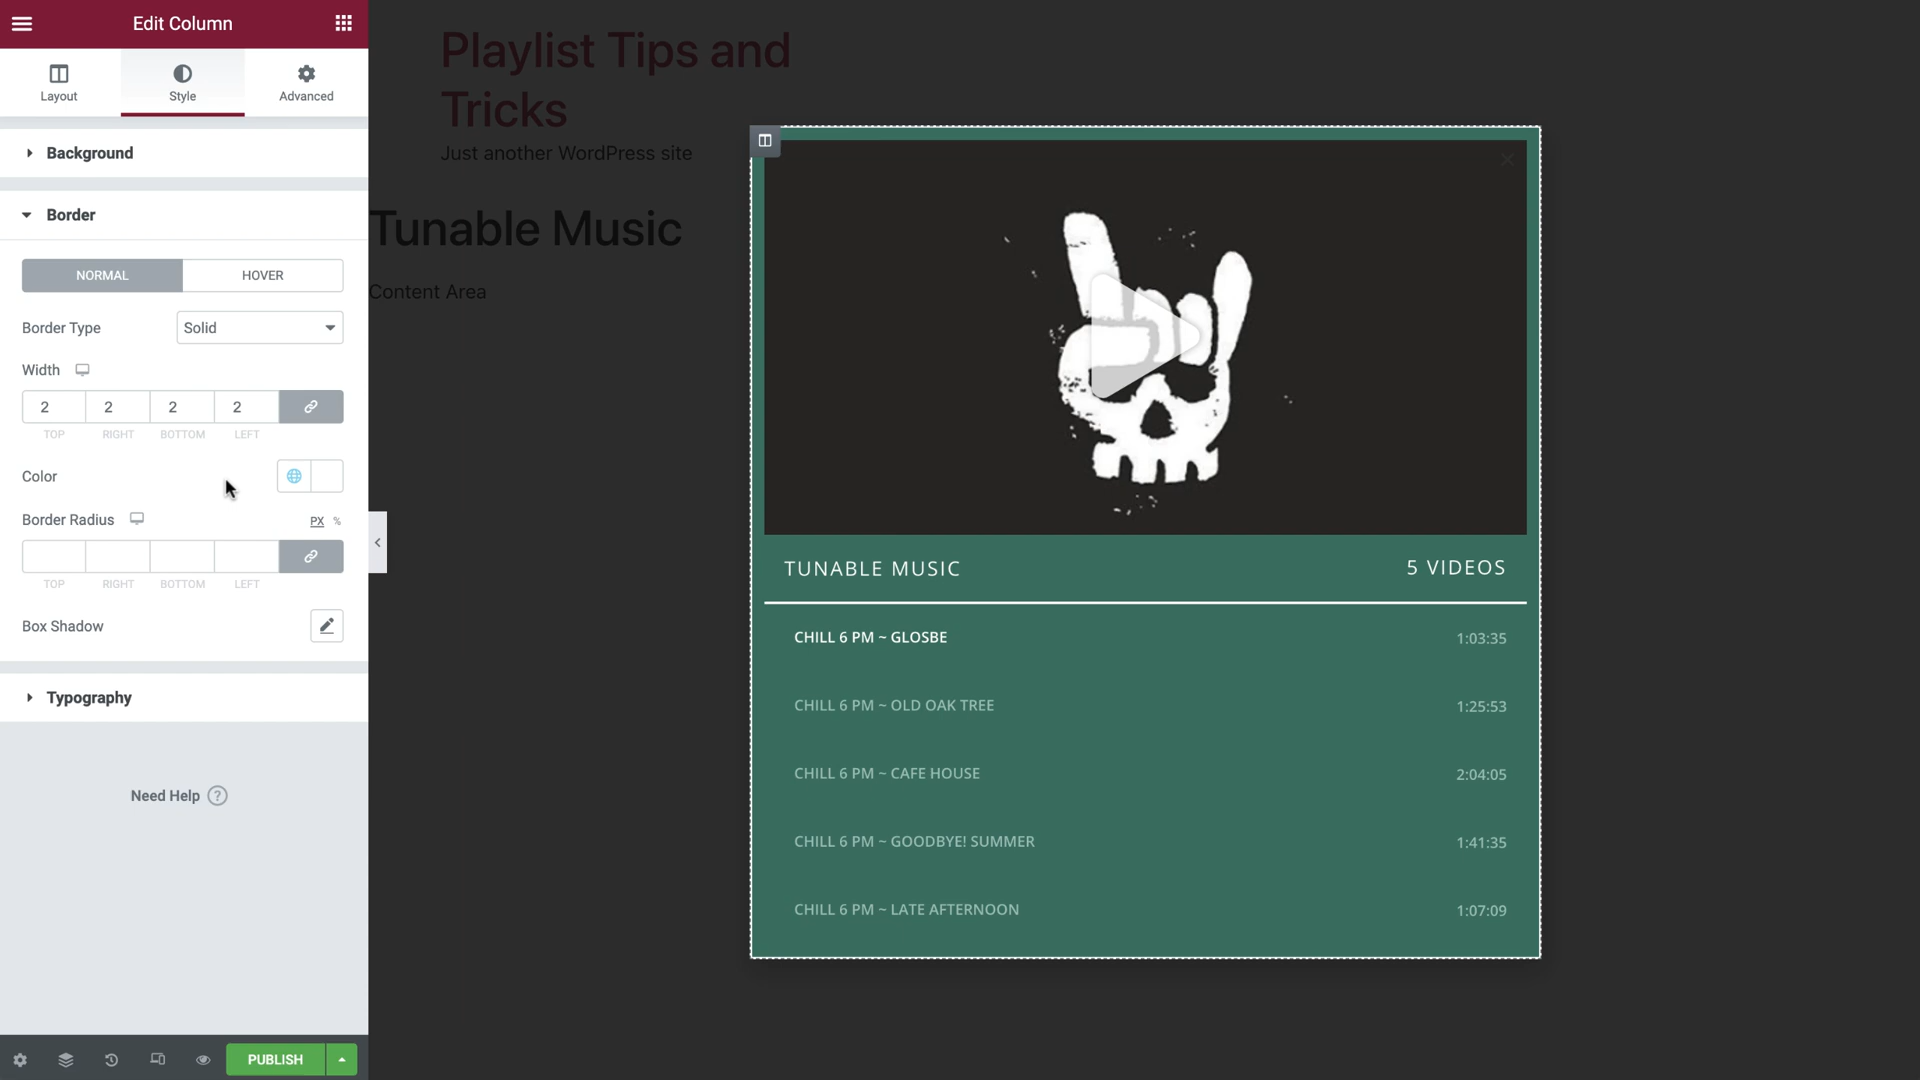 Edit Column
Layout
Style
Advanced
Background
Border
NORMAL
HOVER
Border Type
Solid
Width
2
2
2
2
TOP
RIGHT
BOTTOM
LEFT
Color
Border Radius
PX
%
TOP
RIGHT
BOTTOM
LEFT
Box Shadow
Typography
Need Help ?
PUBLISH
Playlist Tips and
Tricks
Just another WordPress site
Tunable Music
Content Area
TUNABLE MUSIC
5 VIDEOS
CHILL 6 PM ~ GLOSBE
1:03:35
CHILL 6 PM ~ OLD OAK TREE
1:25:53
CHILL 6 PM ~ CAFE HOUSE
2:04:05
CHILL 6 PM ~ GOODBYE! SUMMER
1:41:35
CHILL 6 PM ~ LATE AFTERNOON
1:07:09